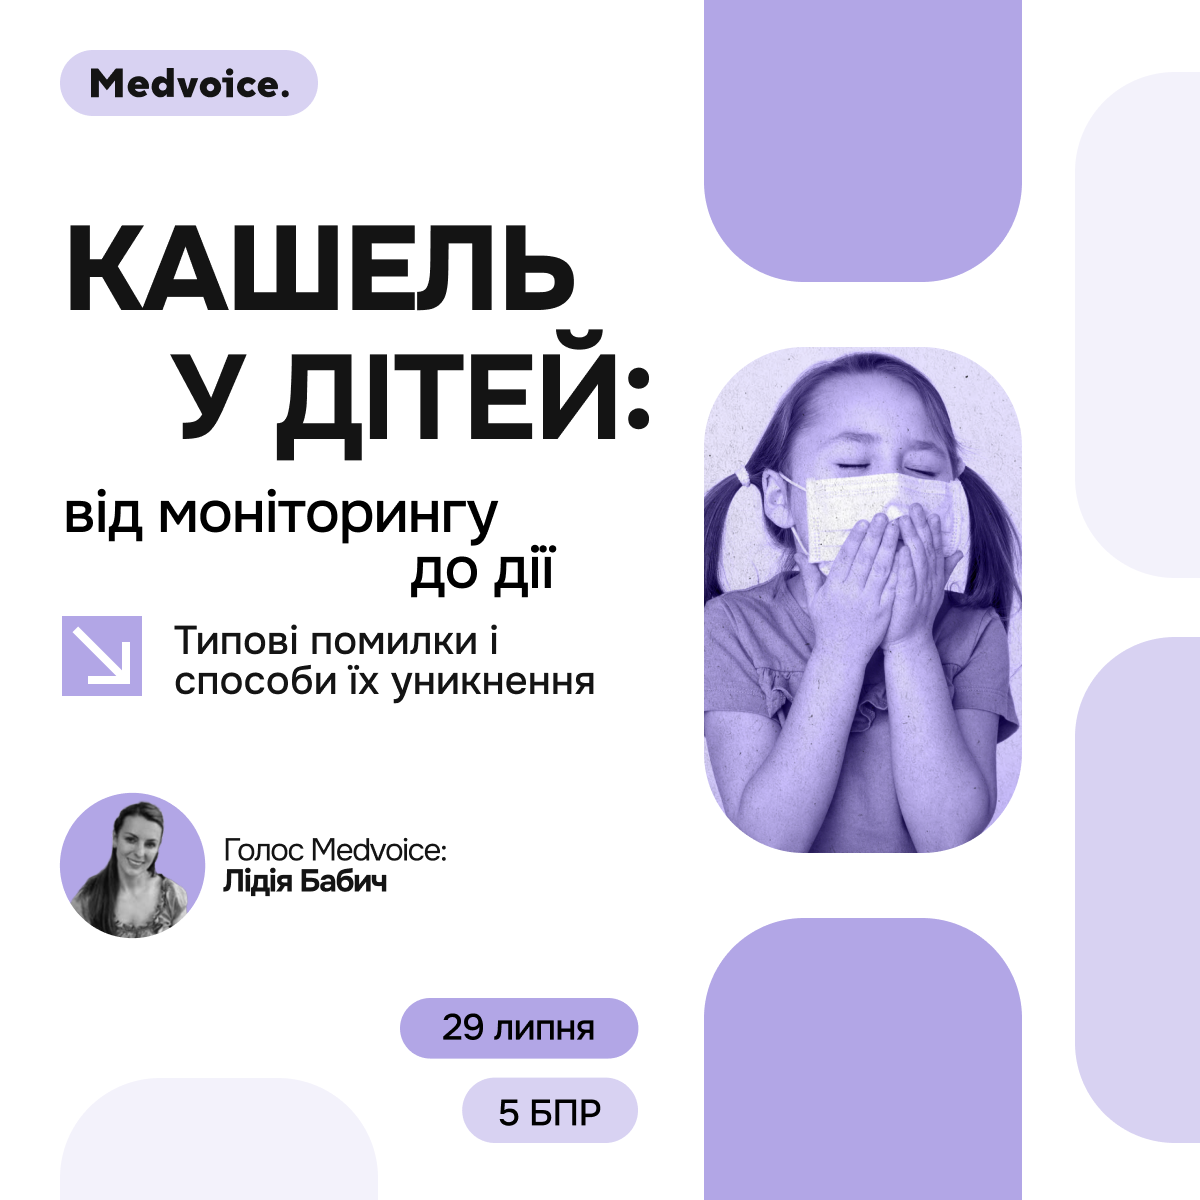 Medvoice.
КАШЕЛЬ
У ДІТЕЙ:
від моніторингу
до дії
Типові помилки і
способи їх уникнення
Голос Medvoice:
Лідія Бабич
29 липня
5 БПР